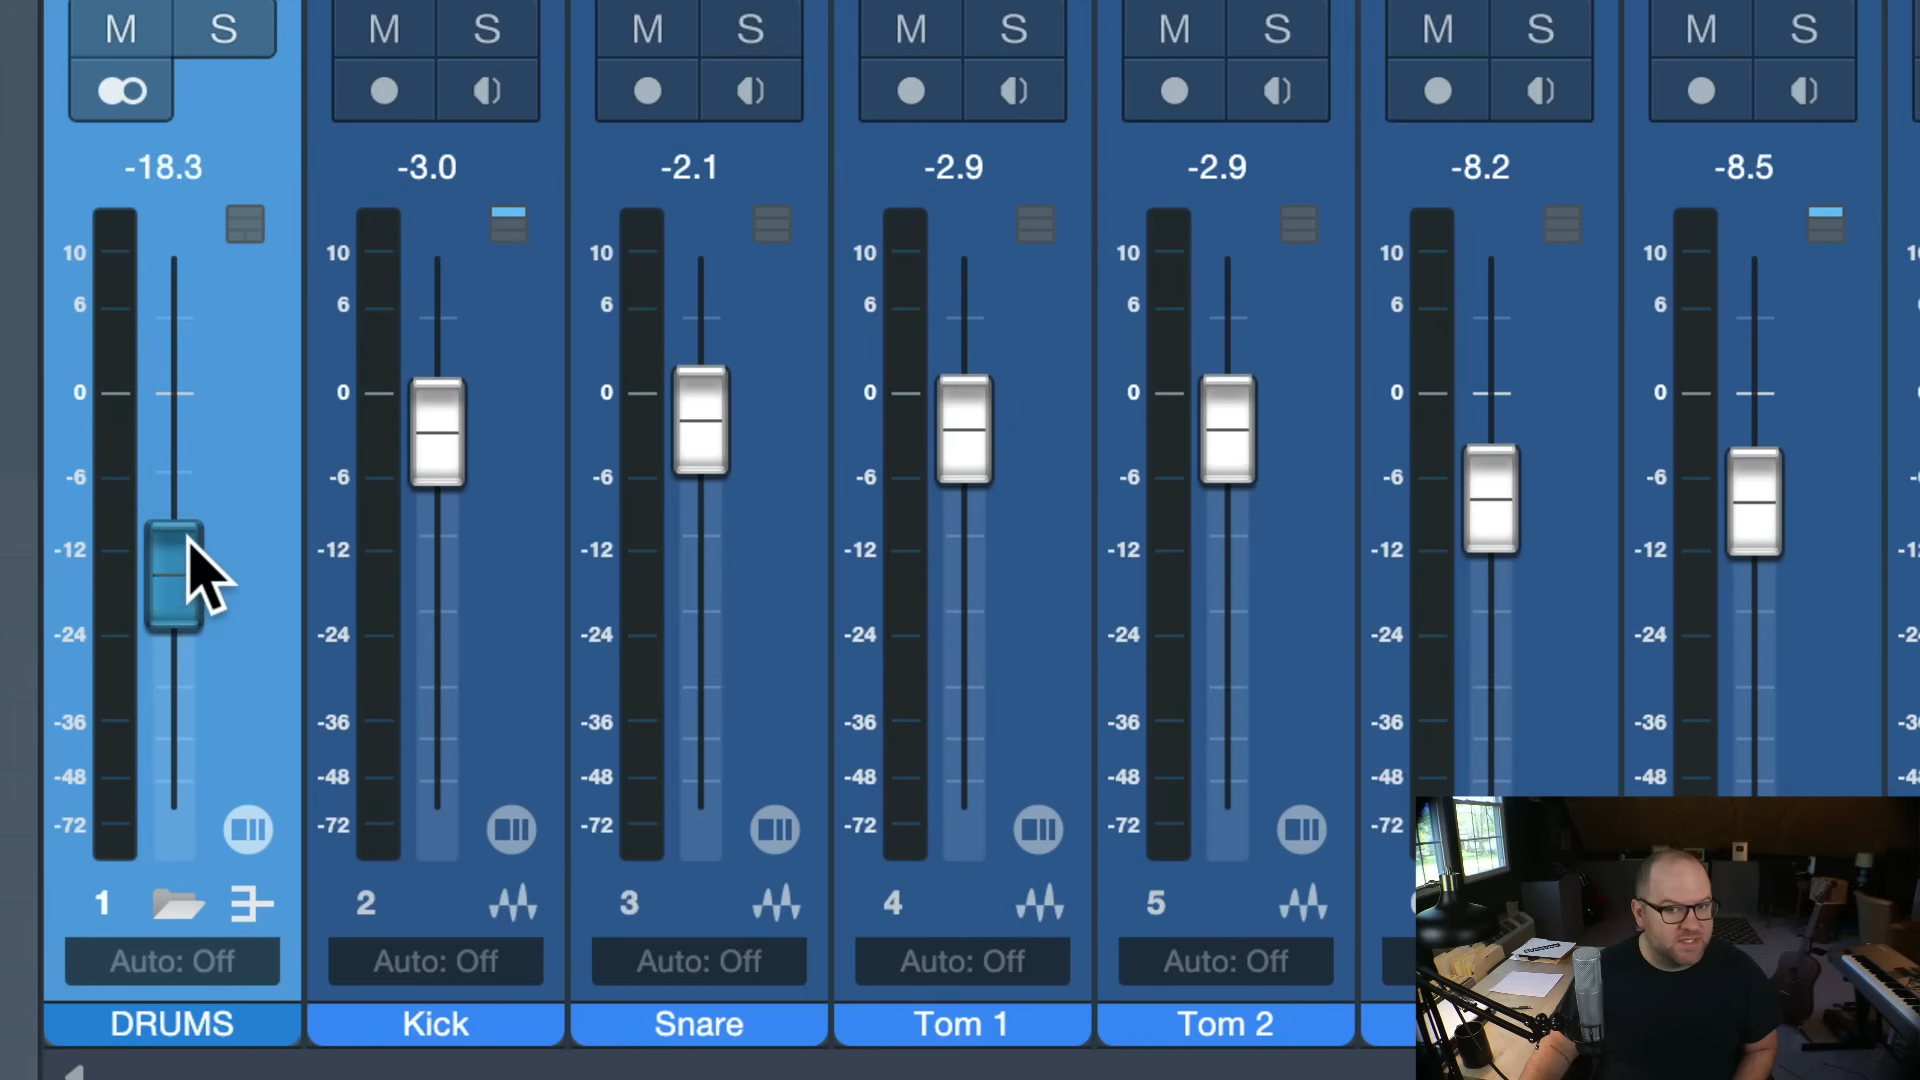 M S M S M S M S M S M S M S
-18.3 -3.0 -2.1 -2.9 -2.9 -8.2 -8.5
10 10 10 10 10 10 10
6 6 6 6 6 6 6
0 0 0 0 0 0 0
-6 -6 -6 -6 -6 -6 -6
-12 -12 -12 -12 -12 -12 -12 -12
-24 -24 -24 -24 -24 -24 -24
-36 -36 -36 -36 -36 -36 -36
-48 -48 -48 -48 -48 -48 -48
-72 -72 -72 -72 -72 -72
1 2 3 4 5
Auto: Off Auto: Off Auto: Off Auto: Off Auto: Off
DRUMS Kick Snare Tom 1 Tom 2